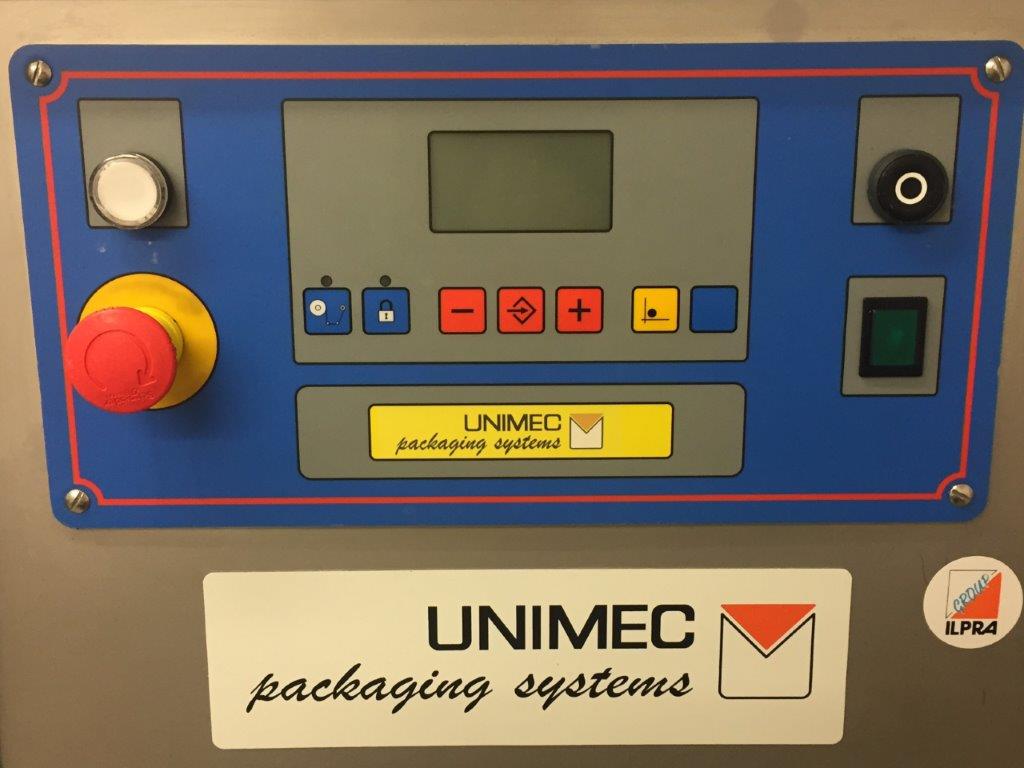 UNIMEC
packaging systems
UNIMEC
packaging systems
GROUP
ILPRA